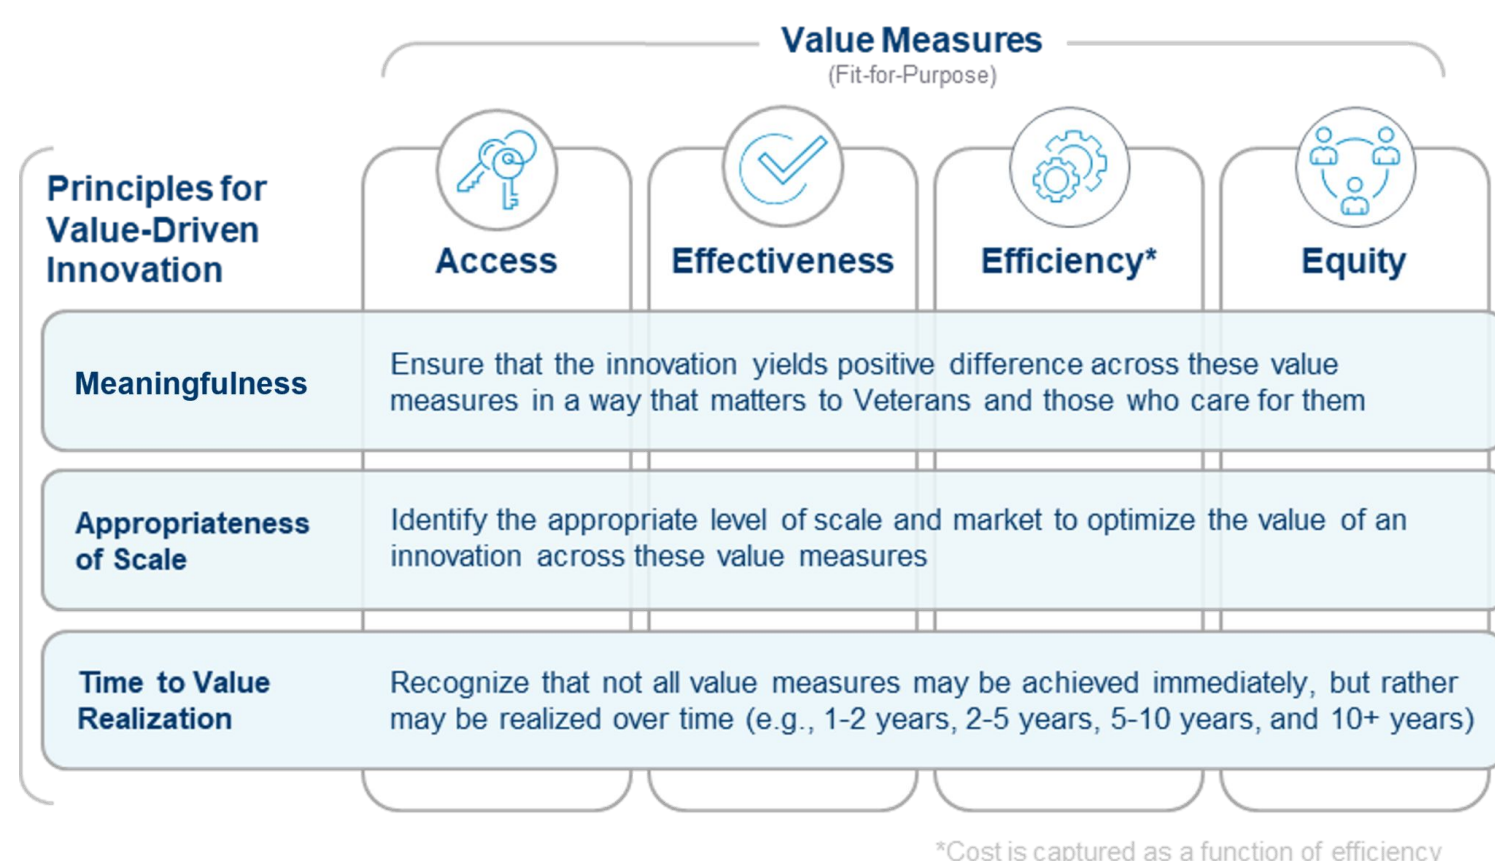 Value Measures
(Fit-for-Purpose)
Principles for
Value-Driven
Innovation
Access
Effectiveness
Efficiency*
Equity
Meaningfulness
Ensure that the innovation yields positive difference across these value
measures in a way that matters to Veterans and those who care for them
Appropriateness
of Scale
Identify the appropriate level of scale and market to optimize the value of an
innovation across these value measures
Time to Value
Realization
Recognize that not all value measures may be achieved immediately, but rather
may be realized over time (e.g., 1-2 years, 2-5 years, 5-10 years, and 10+ years)
*Cost is captured as a function of efficiency